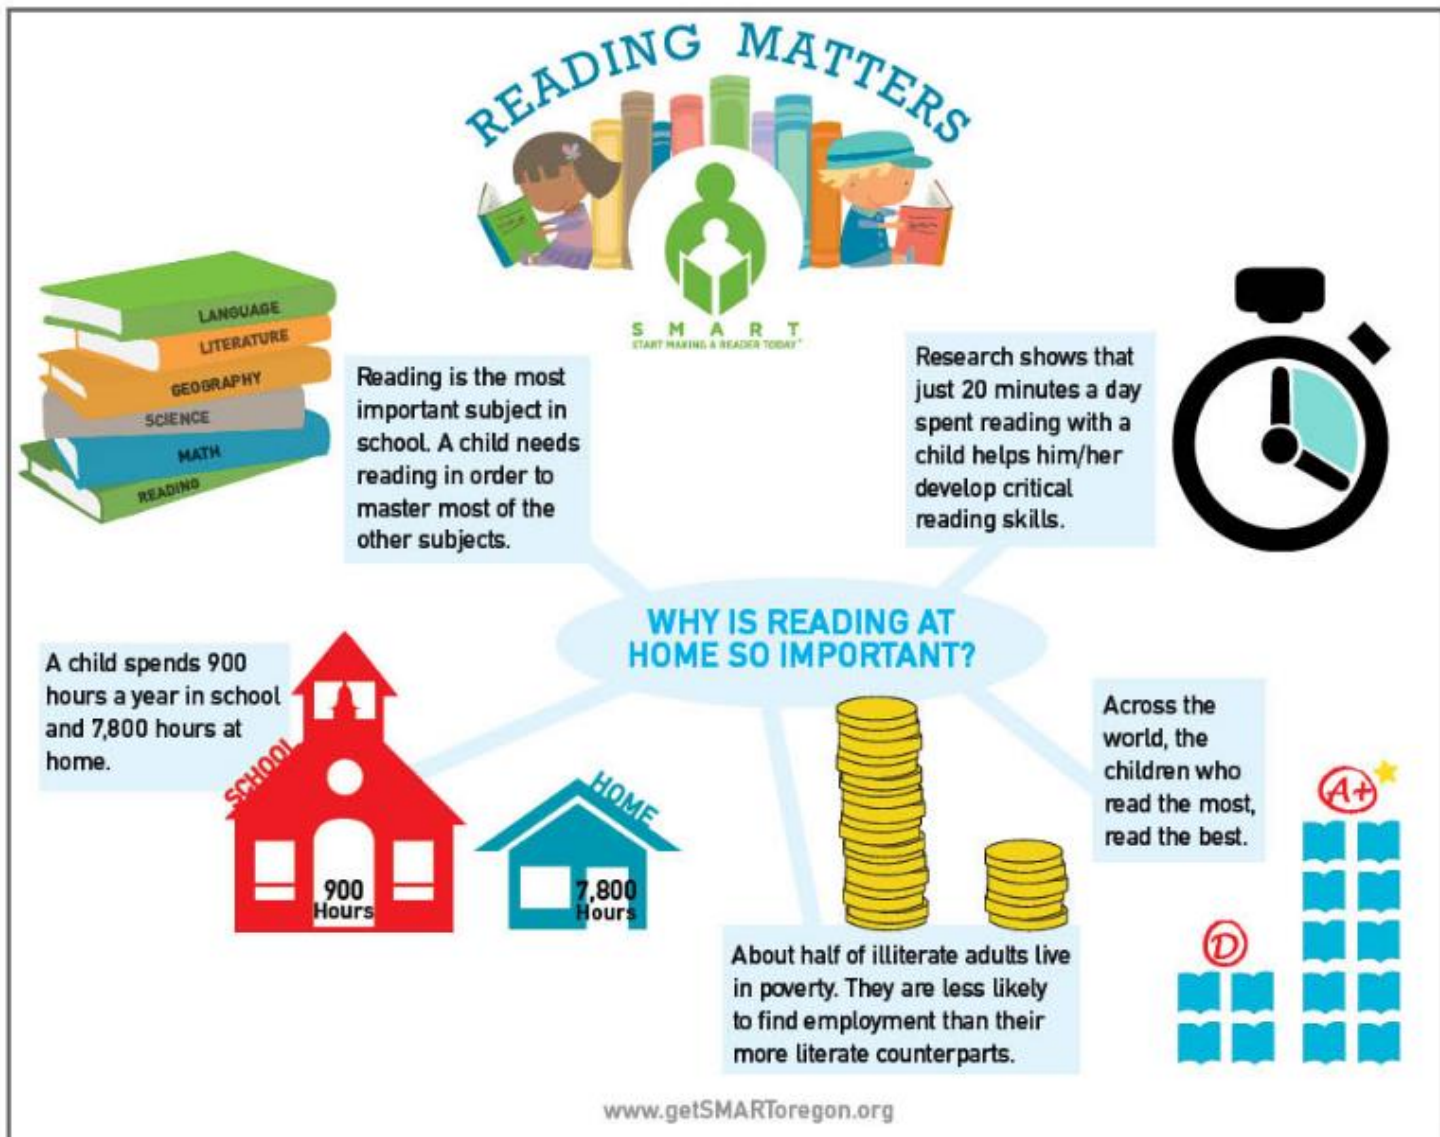 READING MATTERS
SMART
START MAKING A READER TODAY
LANGUAGE
LITERATURE
GEOGRAPHY
SCIENCE
MATH
READING
Reading is the most
important subject in
school. A child needs
reading in order to
master most of the
other subjects.
Research shows that
just 20 minutes a day
spent reading with a
child helps him/her
develop critical
reading skills.
WHY IS READING AT
HOME SO IMPORTANT?
A child spends 900
hours a year in school
and 7,800 hours at
home.
SCHOOL
900
Hours
HOME
7,800
Hours
Across the
world, the
children who
read the most,
read the best.
A+
D
About half of illiterate adults live
in poverty. They are less likely
to find employment than their
more literate counterparts.
www.getSMARToregon.org